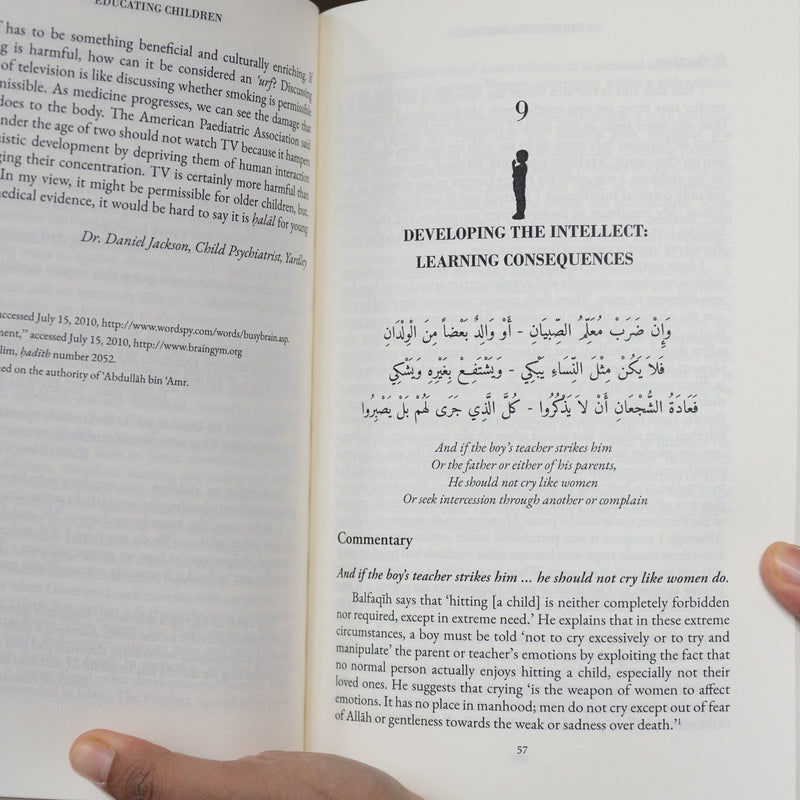 EDUCATING CHILDREN
has to be something beneficial and culturally enriching. If
g is harmful, how can it be considered an ‘urf? Discussing
of television is like discussing whether smoking is permissible
missible. As medicine progresses, we can see the damage that
does to the body. The American Paediatric Association said
nder the age of two should not watch TV because it hampers
istic development by depriving them of human interaction
ging their concentration. TV is certainly more harmful than
In my view, it might be permissible for older children, but,
edical evidence, it would be hard to say it is ḥalāl for young
Dr. Daniel Jackson, Child Psychiatrist, Yardley
accessed July 15, 2010, http://www.wordspy.com/words/busybrain.asp.
ment,” accessed July 15, 2010, http://www.braingym.org
lim, ḥadīth number 2052.
ed on the authority of ‘Abdullāh bin ‘Amr.
9
DEVELOPING THE INTELLECT:
LEARNING CONSEQUENCES
وَإِنْ ضَرَبْ مُعَلِّمُ الصِّبيَانِ - أَوْ وَالِدٌ بَعْضاً مِنَ الْوِلْدَانِ
فَلاَ يَكُنْ مِثْلَ النِّسَاءِ يَبْكِي - وَيَشْتَفِعْ بِغَيْرِهِ وَيَشْكِي
فَعَادَةُ الشُّجْعَانِ أَنْ لاَ يَذْكُرُوا - كُلَّ الَّذِي جَرَى لَهُمْ بَلْ يَصْبِرُوا
And if the boy’s teacher strikes him
Or the father or either of his parents,
He should not cry like women
Or seek intercession through another or complain
Commentary
And if the boy’s teacher strikes him ... he should not cry like women do.
Balfaqīh says that ‘hitting [a child] is neither completely forbidden
nor required, except in extreme need.’ He explains that in these extreme
circumstances, a boy must be told ‘not to cry excessively or to try and
manipulate’ the parent or teacher’s emotions by exploiting the fact that
no normal person actually enjoys hitting a child, especially not their
loved ones. He suggests that crying ‘is the weapon of women to affect
emotions. It has no place in manhood; men do not cry except out of fear
of Allāh or gentleness towards the weak or sadness over death.’1
57